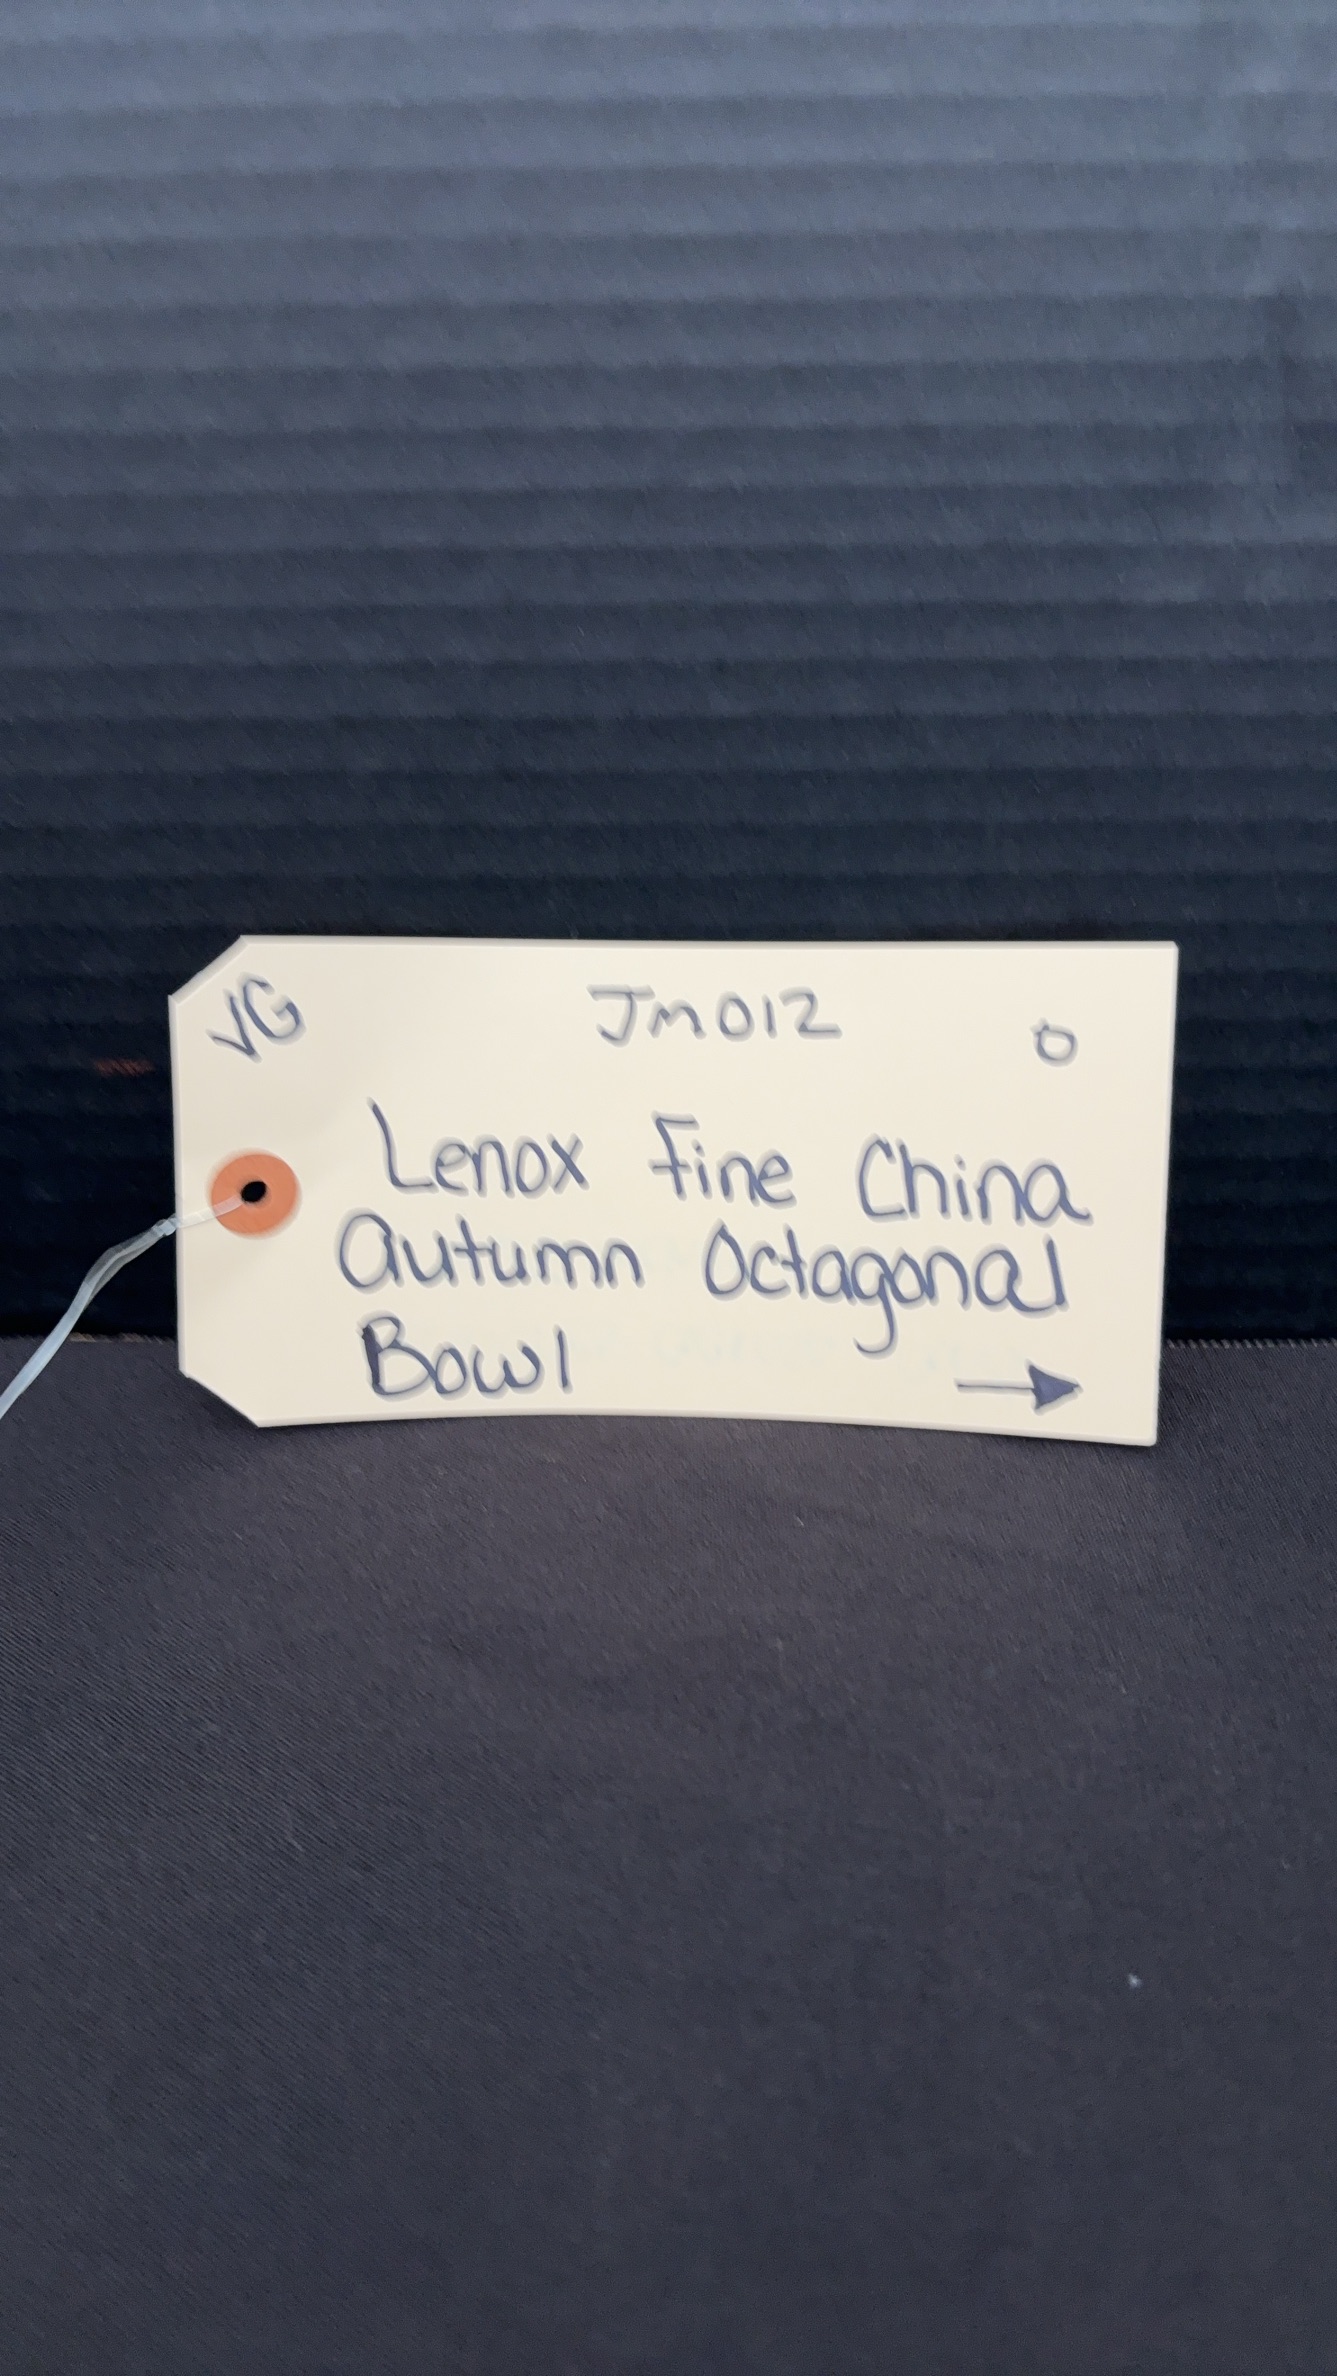 VG JM012 O
Lenox Fine China
Autumn Octagonal
Bowl →